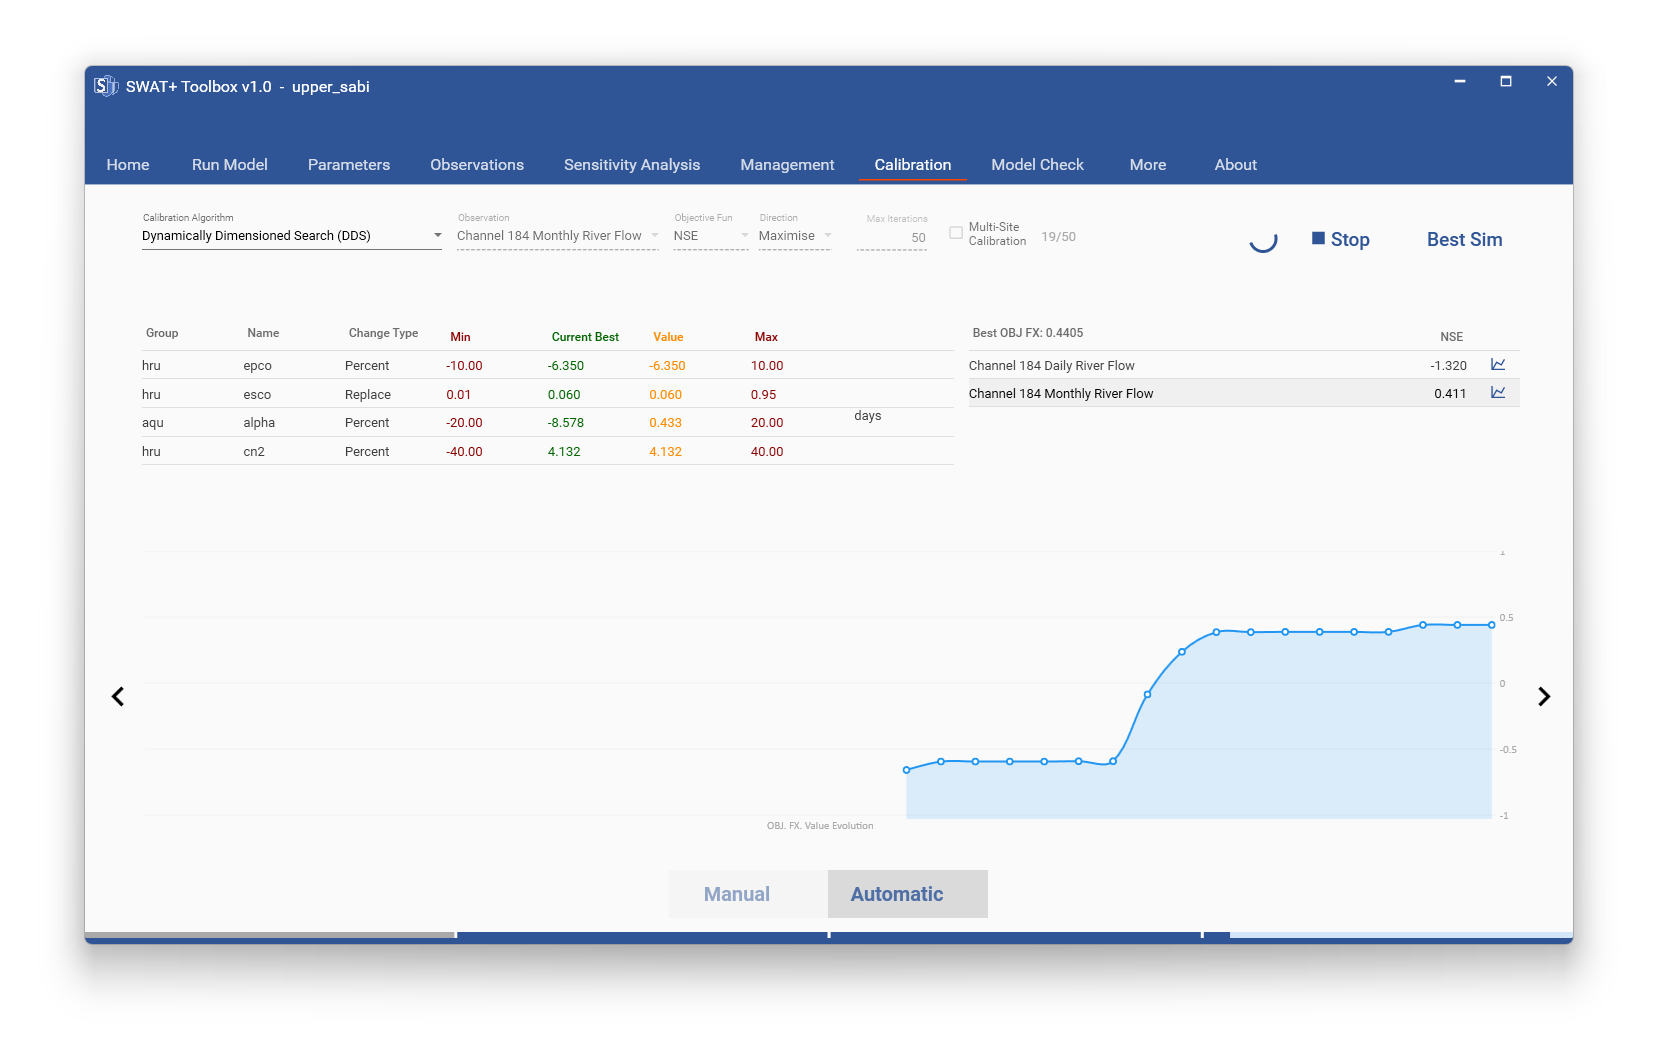 SWAT+ Toolbox v1.0 - upper_sabi
Home Run Model Parameters Observations Sensitivity Analysis Management Calibration Model Check More About
Calibration Algorithm Observation Objective Fun Direction Max Iterations
Dynamically Dimensioned Search (DDS) Channel 184 Monthly River Flow NSE Maximise 50
Multi-Site
Calibration
19/50
Stop Best Sim
Group Name Change Type Min Current Best Value Max
hru epco Percent -10.00 -6.350 -6.350 10.00
hru esco Replace 0.01 0.060 0.060 0.95
aqu alpha Percent -20.00 -8.578 0.433 20.00 days
hru cn2 Percent -40.00 4.132 4.132 40.00
Best OBJ FX: 0.4405 NSE
Channel 184 Daily River Flow -1.320
Channel 184 Monthly River Flow 0.411
1
0.5
0
-0.5
-1
OBJ. FX. Value Evolution
Manual Automatic